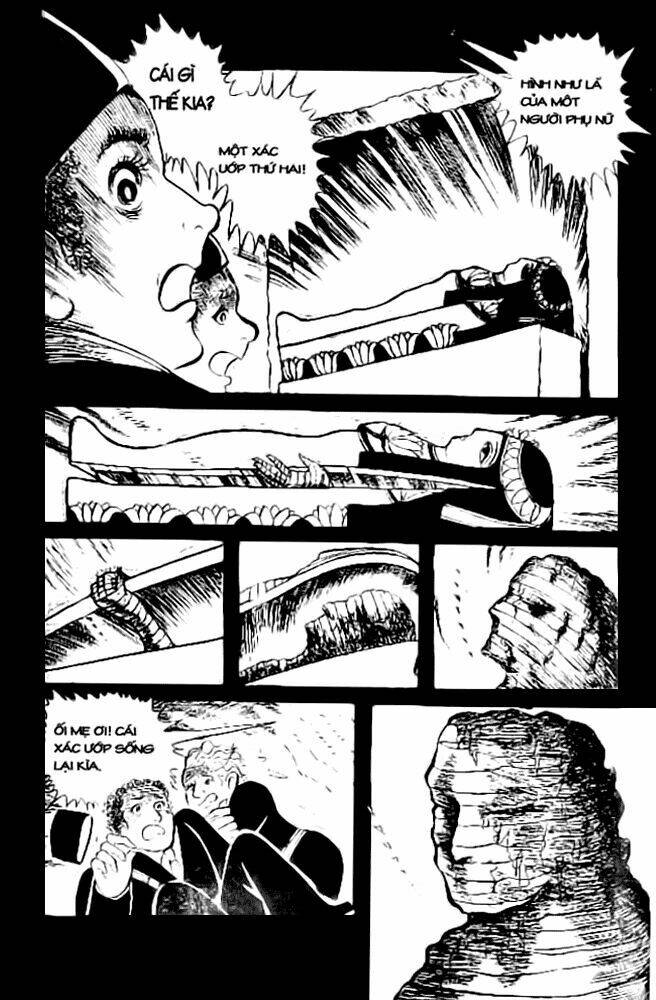 CÁI GÌ
THẾ KIA?
MỘT XÁC
ƯỚP THỨ HAI!
HÌNH NHƯ LÀ
CỦA MỘT
NGƯỜI PHỤ NỮ
ỐI MẸ ƠI! CÁI
XÁC ƯỚP SỐNG
LẠI KÌA.